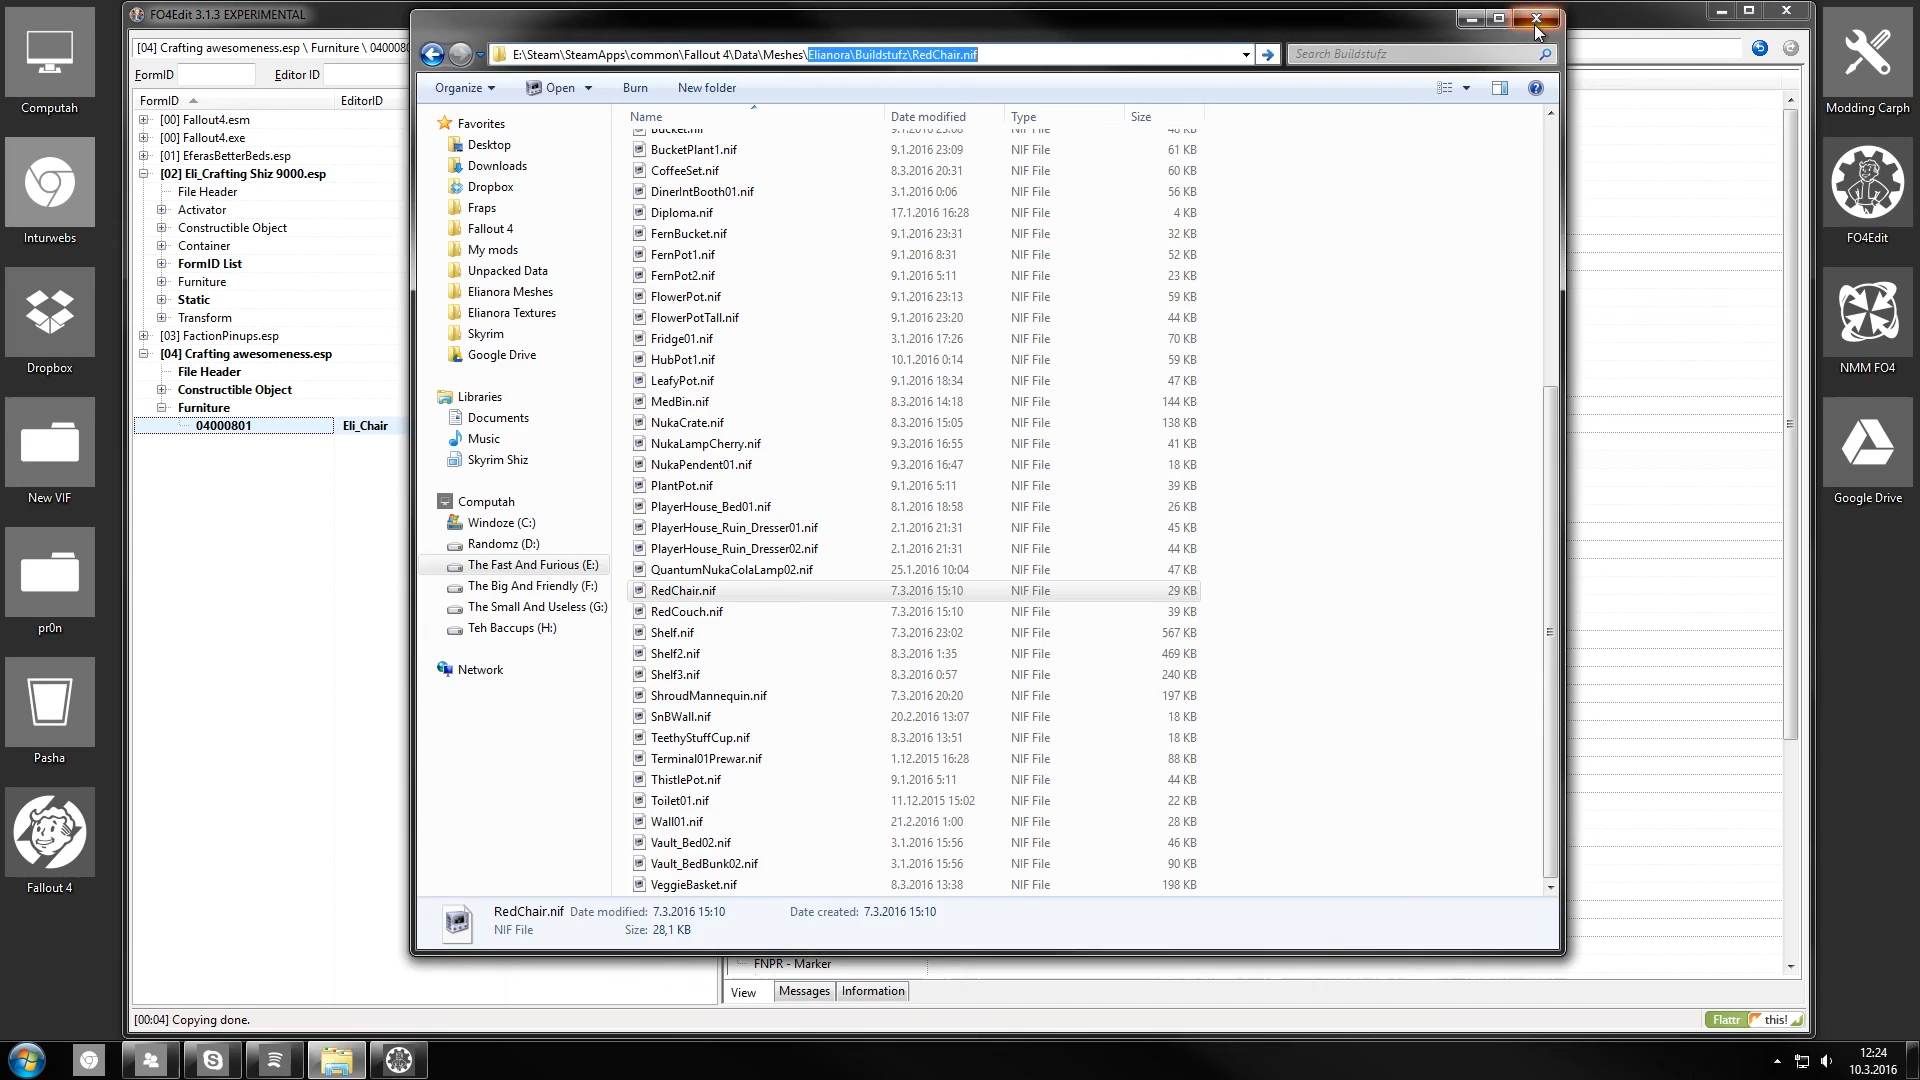 FO4Edit 3.1.3 EXPERIMENTAL
[04] Crafting awesomeness.esp \ Furniture \ 040008
FormID
Editor ID
FormID
EditorID
[00] Fallout4.esm
[00] Fallout4.exe
[01] EferasBetterBeds.esp
[02] Eli_Crafting Shiz 9000.esp
File Header
Activator
Constructible Object
Container
FormID List
Furniture
Static
Transform
[03] FactionPinups.esp
[04] Crafting awesomeness.esp
File Header
Constructible Object
Furniture
04000801 Eli_Chair
E:\Steam\SteamApps\common\Fallout 4\Data\Meshes\Elianora\Buildstufz\RedChair.nif
Search Buildstufz
Organize Open Burn New folder
Favorites
Desktop
Downloads
Dropbox
Fraps
Fallout 4
My mods
Unpacked Data
Elianora Meshes
Elianora Textures
Skyrim
Google Drive
Libraries
Documents
Music
Skyrim Shiz
Computah
Windoze (C:)
Randomz (D:)
The Fast And Furious (E:)
The Big And Friendly (F:)
The Small And Useless (G:)
Teh Baccups (H:)
Network
Name Date modified Type Size
Bucket.nif 9.1.2016 23:08 NIF File 48 KB
BucketPlant1.nif 9.1.2016 23:09 NIF File 61 KB
CoffeeSet.nif 8.3.2016 20:31 NIF File 60 KB
DinerIntBooth01.nif 3.1.2016 0:06 NIF File 56 KB
Diploma.nif 17.1.2016 16:28 NIF File 4 KB
FernBucket.nif 9.1.2016 23:31 NIF File 32 KB
FernPot1.nif 9.1.2016 8:31 NIF File 52 KB
FernPot2.nif 9.1.2016 5:11 NIF File 23 KB
FlowerPot.nif 9.1.2016 23:13 NIF File 59 KB
FlowerPotTall.nif 9.1.2016 23:20 NIF File 44 KB
Fridge01.nif 3.1.2016 17:26 NIF File 70 KB
HubPot1.nif 10.1.2016 0:14 NIF File 59 KB
LeafyPot.nif 9.1.2016 18:34 NIF File 47 KB
MedBin.nif 8.3.2016 14:18 NIF File 144 KB
NukaCrate.nif 8.3.2016 15:05 NIF File 138 KB
NukaLampCherry.nif 9.3.2016 16:55 NIF File 41 KB
NukaPendent01.nif 9.3.2016 16:47 NIF File 18 KB
PlantPot.nif 9.1.2016 5:11 NIF File 39 KB
PlayerHouse_Bed01.nif 8.1.2016 18:58 NIF File 26 KB
PlayerHouse_Ruin_Dresser01.nif 2.1.2016 21:31 NIF File 45 KB
PlayerHouse_Ruin_Dresser02.nif 2.1.2016 21:31 NIF File 44 KB
QuantumNukaColaLamp02.nif 25.1.2016 10:04 NIF File 47 KB
RedChair.nif 7.3.2016 15:10 NIF File 29 KB
RedCouch.nif 7.3.2016 15:10 NIF File 39 KB
Shelf.nif 7.3.2016 23:02 NIF File 567 KB
Shelf2.nif 8.3.2016 1:35 NIF File 469 KB
Shelf3.nif 8.3.2016 0:57 NIF File 240 KB
ShroudMannequin.nif 7.3.2016 20:20 NIF File 197 KB
SnBWall.nif 20.2.2016 13:07 NIF File 18 KB
TeethyStuffCup.nif 8.3.2016 13:51 NIF File 18 KB
Terminal01Prewar.nif 1.12.2015 16:28 NIF File 88 KB
ThistlePot.nif 9.1.2016 5:11 NIF File 44 KB
Toilet01.nif 11.12.2015 15:02 NIF File 22 KB
Wall01.nif 21.2.2016 1:00 NIF File 28 KB
Vault_Bed02.nif 3.1.2016 15:56 NIF File 46 KB
Vault_BedBunk02.nif 3.1.2016 15:56 NIF File 90 KB
VeggieBasket.nif 8.3.2016 13:38 NIF File 198 KB
RedChair.nif Date modified: 7.3.2016 15:10 Date created: 7.3.2016 15:10
NIF File Size: 28,1 KB
FNPR - Marker
View Messages Information
[00:04] Copying done.
Flattr this!
Computah
Inturwebs
Dropbox
New VIF
pr0n
Pasha
Fallout 4
Modding Carph
FO4Edit
NMM FO4
Google Drive
12:24
10.3.2016